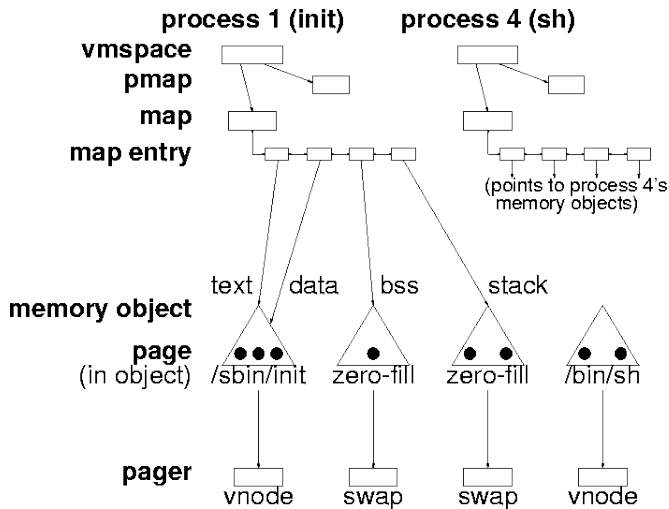 process 1 (init) process 4 (sh)
vmspace
pmap
map
map entry
(points to process 4's
memory objects)
text data bss stack
memory object
page
(in object) /sbin/init zero-fill zero-fill /bin/sh
pager
vnode swap swap vnode